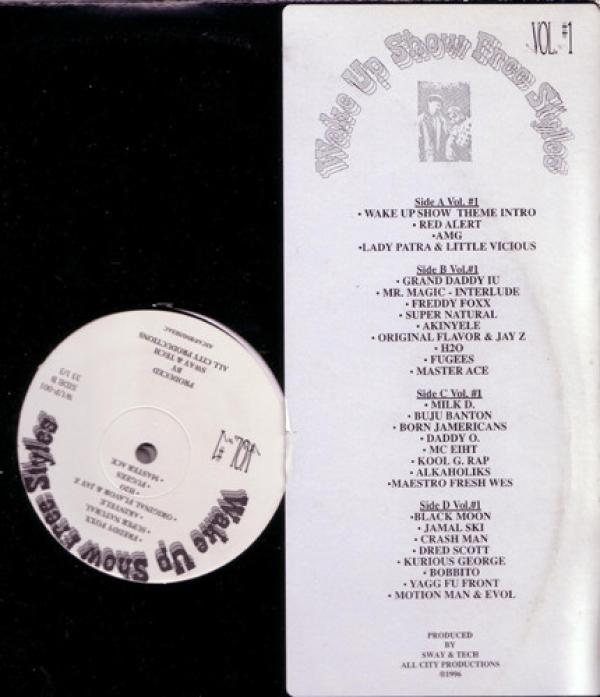 VOL. #1
Wake Up Show Free Styles
Side A Vol. #1
• WAKE UP SHOW THEME INTRO
• RED ALERT
•AMG
•LADY PATRA & LITTLE VICIOUS
Side B Vol.#1
• GRAND DADDY IU
• MR. MAGIC - INTERLUDE
• FREDDY FOXX
• SUPER NATURAL
• AKINYELE
• ORIGINAL FLAVOR & JAY Z
• H2O
• FUGEES
• MASTER ACE
Side C Vol. #1
• MILK D.
• BUJU BANTON
• BORN JAMERICANS
• DADDY O.
• MC EIHT
• KOOL G. RAP
• ALKAHOLIKS
•MAESTRO FRESH WES
Side D Vol.#1
•BLACK MOON
• JAMAL SKI
• CRASH MAN
• DRED SCOTT
• KURIOUS GEORGE
• BOBBITO
• YAGG FU FRONT
• MOTION MAN & EVOL
PRODUCED
BY
SWAY & TECH
ALL CITY PRODUCTIONS
©1996
Wake Up Show Free Styles
VOL. #1
• FREDDY FOXX
• SUPER NATURAL
• AKINYELE
• ORIGINAL FLAVOR & JAY Z
• H2O
• FUGEES
• MASTER ACE
WUP-001
SIDE B
33 1/3
PRODUCED
BY
SWAY & TECH
ALL CITY PRODUCTIONS